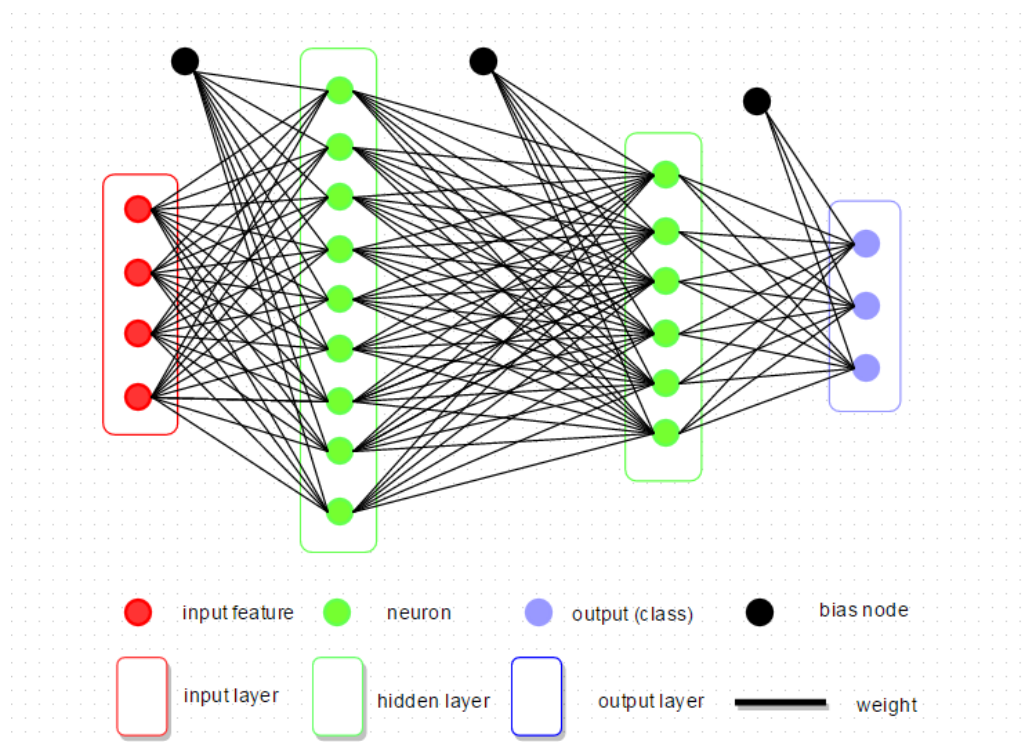 input feature
neuron
output (class)
bias node
input layer
hidden layer
output layer
weight